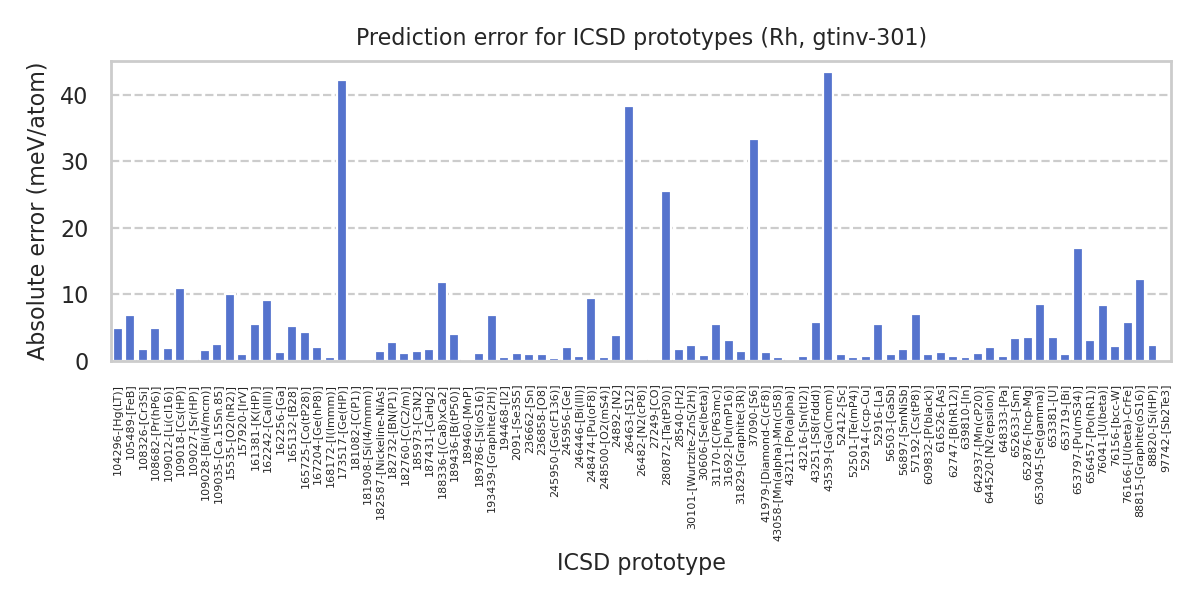 Prediction error for ICSD prototypes (Rh, gtinv-301)
Absolute error (meV/atom)
40
30
20
10
0
104296-[Hg(LT)]
105489-[FeB]
108326-[Cr3Si]
108682-[Pr(hP6)]
109012-[Li(cI16)]
109018-[Cs(HP)]
109027-[Sr(HP)]
109028-[Bi(I4/mcm)]
109035-[Ca.15Sn.85]
15535-[O2(hR2)]
157920-[IrV]
161381-[K(HP)]
162242-[Ca(III)]
162256-[Ga]
165132-[B28]
165725-[Co(tP28)]
167204-[Ge(hP8)]
168172-[I(Immm)]
173517-[Ge(HP)]
181082-[C(P1)]
181908-[Si(I4/mmm)]
182587-[Nickeline-NiAs]
182732-[BN(P1)]
182760-[C(C2/m)]
185973-[C3N2]
187431-[CaHg2]
188336-[(Ca8)xCa2]
189436-[B(tP50)]
189460-[MnP]
189786-[Si(oS16)]
193439-[Graphite(2H)]
194468-[I2]
2091-[Se3S5]
236662-[Sn]
236858-[O8]
245950-[Ge(cF136)]
245956-[Ge]
246446-[Bi(III)]
248474-[Pu(oF8)]
248500-[O2(mS4)]
24892-[N2]
26463-[S12]
26482-[N2(cP8)]
27249-[CO]
280872-[Ta(tP30)]
28540-[H2]
30101-[Wurtzite-ZnS(2H)]
30606-[Se(beta)]
31170-[C(P63mc)]
31692-[Pu(mP16)]
31829-[Graphite(3R)]
37090-[S6]
41979-[Diamond-C(cF8)]
43058-[Mn(alpha)-Mn(cI58)]
43211-[Po(alpha)]
43216-[Sn(tI2)]
43251-[S8(Fddd)]
43539-[Ga(Cmcm)]
52412-[Sc]
52501-[Te(mP4)]
52914-[ccp-Cu]
52916-[La]
56503-[GaSb]
56897-[SmNiSb]
57192-[Cs(tP8)]
609832-[P(black)]
616526-[As]
62747-[B(hR12)]
639810-[In]
642937-[Mn(cP20)]
644520-[N2(epsilon)]
648333-[Pa]
652633-[Sm]
652876-[hcp-Mg]
653045-[Se(gamma)]
653381-[U]
653719-[Bi]
653797-[Pu(mS34)]
656457-[Po(hR1)]
76041-[U(beta)]
76156-[bcc-W]
76166-[U(beta)-CrFe]
88815-[Graphite(oS16)]
88820-[Si(HP)]
97742-[Sb2Te3]
ICSD prototype